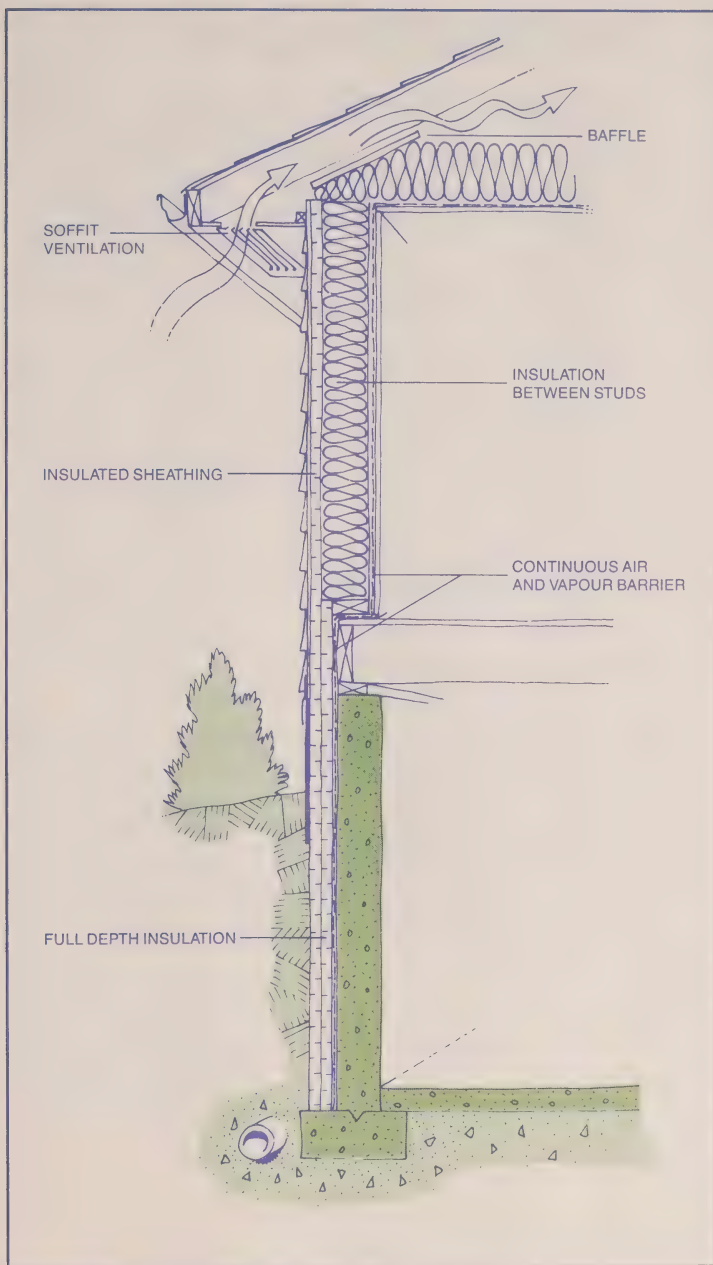 BAFFLE
SOFFIT
VENTILATION
INSULATION
BETWEEN STUDS
INSULATED SHEATHING
CONTINUOUS AIR
AND VAPOUR BARRIER
FULL DEPTH INSULATION